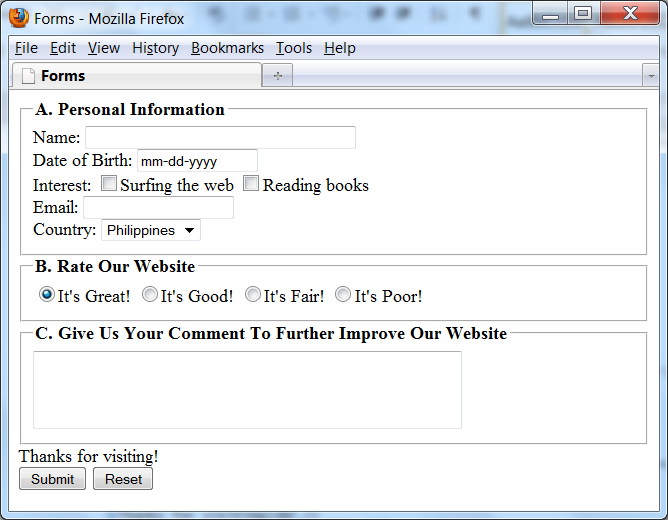 Forms - Mozilla Firefox
File Edit View History Bookmarks Tools Help
Forms
A. Personal Information
Name:
Date of Birth: mm-dd-yyyy
Interest: Surfing the web Reading books
Email:
Country: Philippines
B. Rate Our Website
It's Great! It's Good! It's Fair! It's Poor!
C. Give Us Your Comment To Further Improve Our Website
Thanks for visiting!
Submit Reset